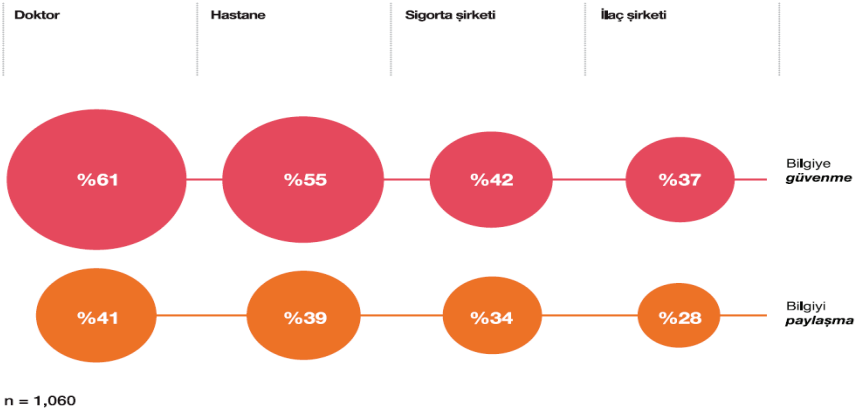 Doktor Hastane Sigorta şirketi İlaç şirketi
%61 %55 %42 %37 Bilgiye
güvenme
%41 %39 %34 %28 Bilgiyi
paylaşma
n = 1,060